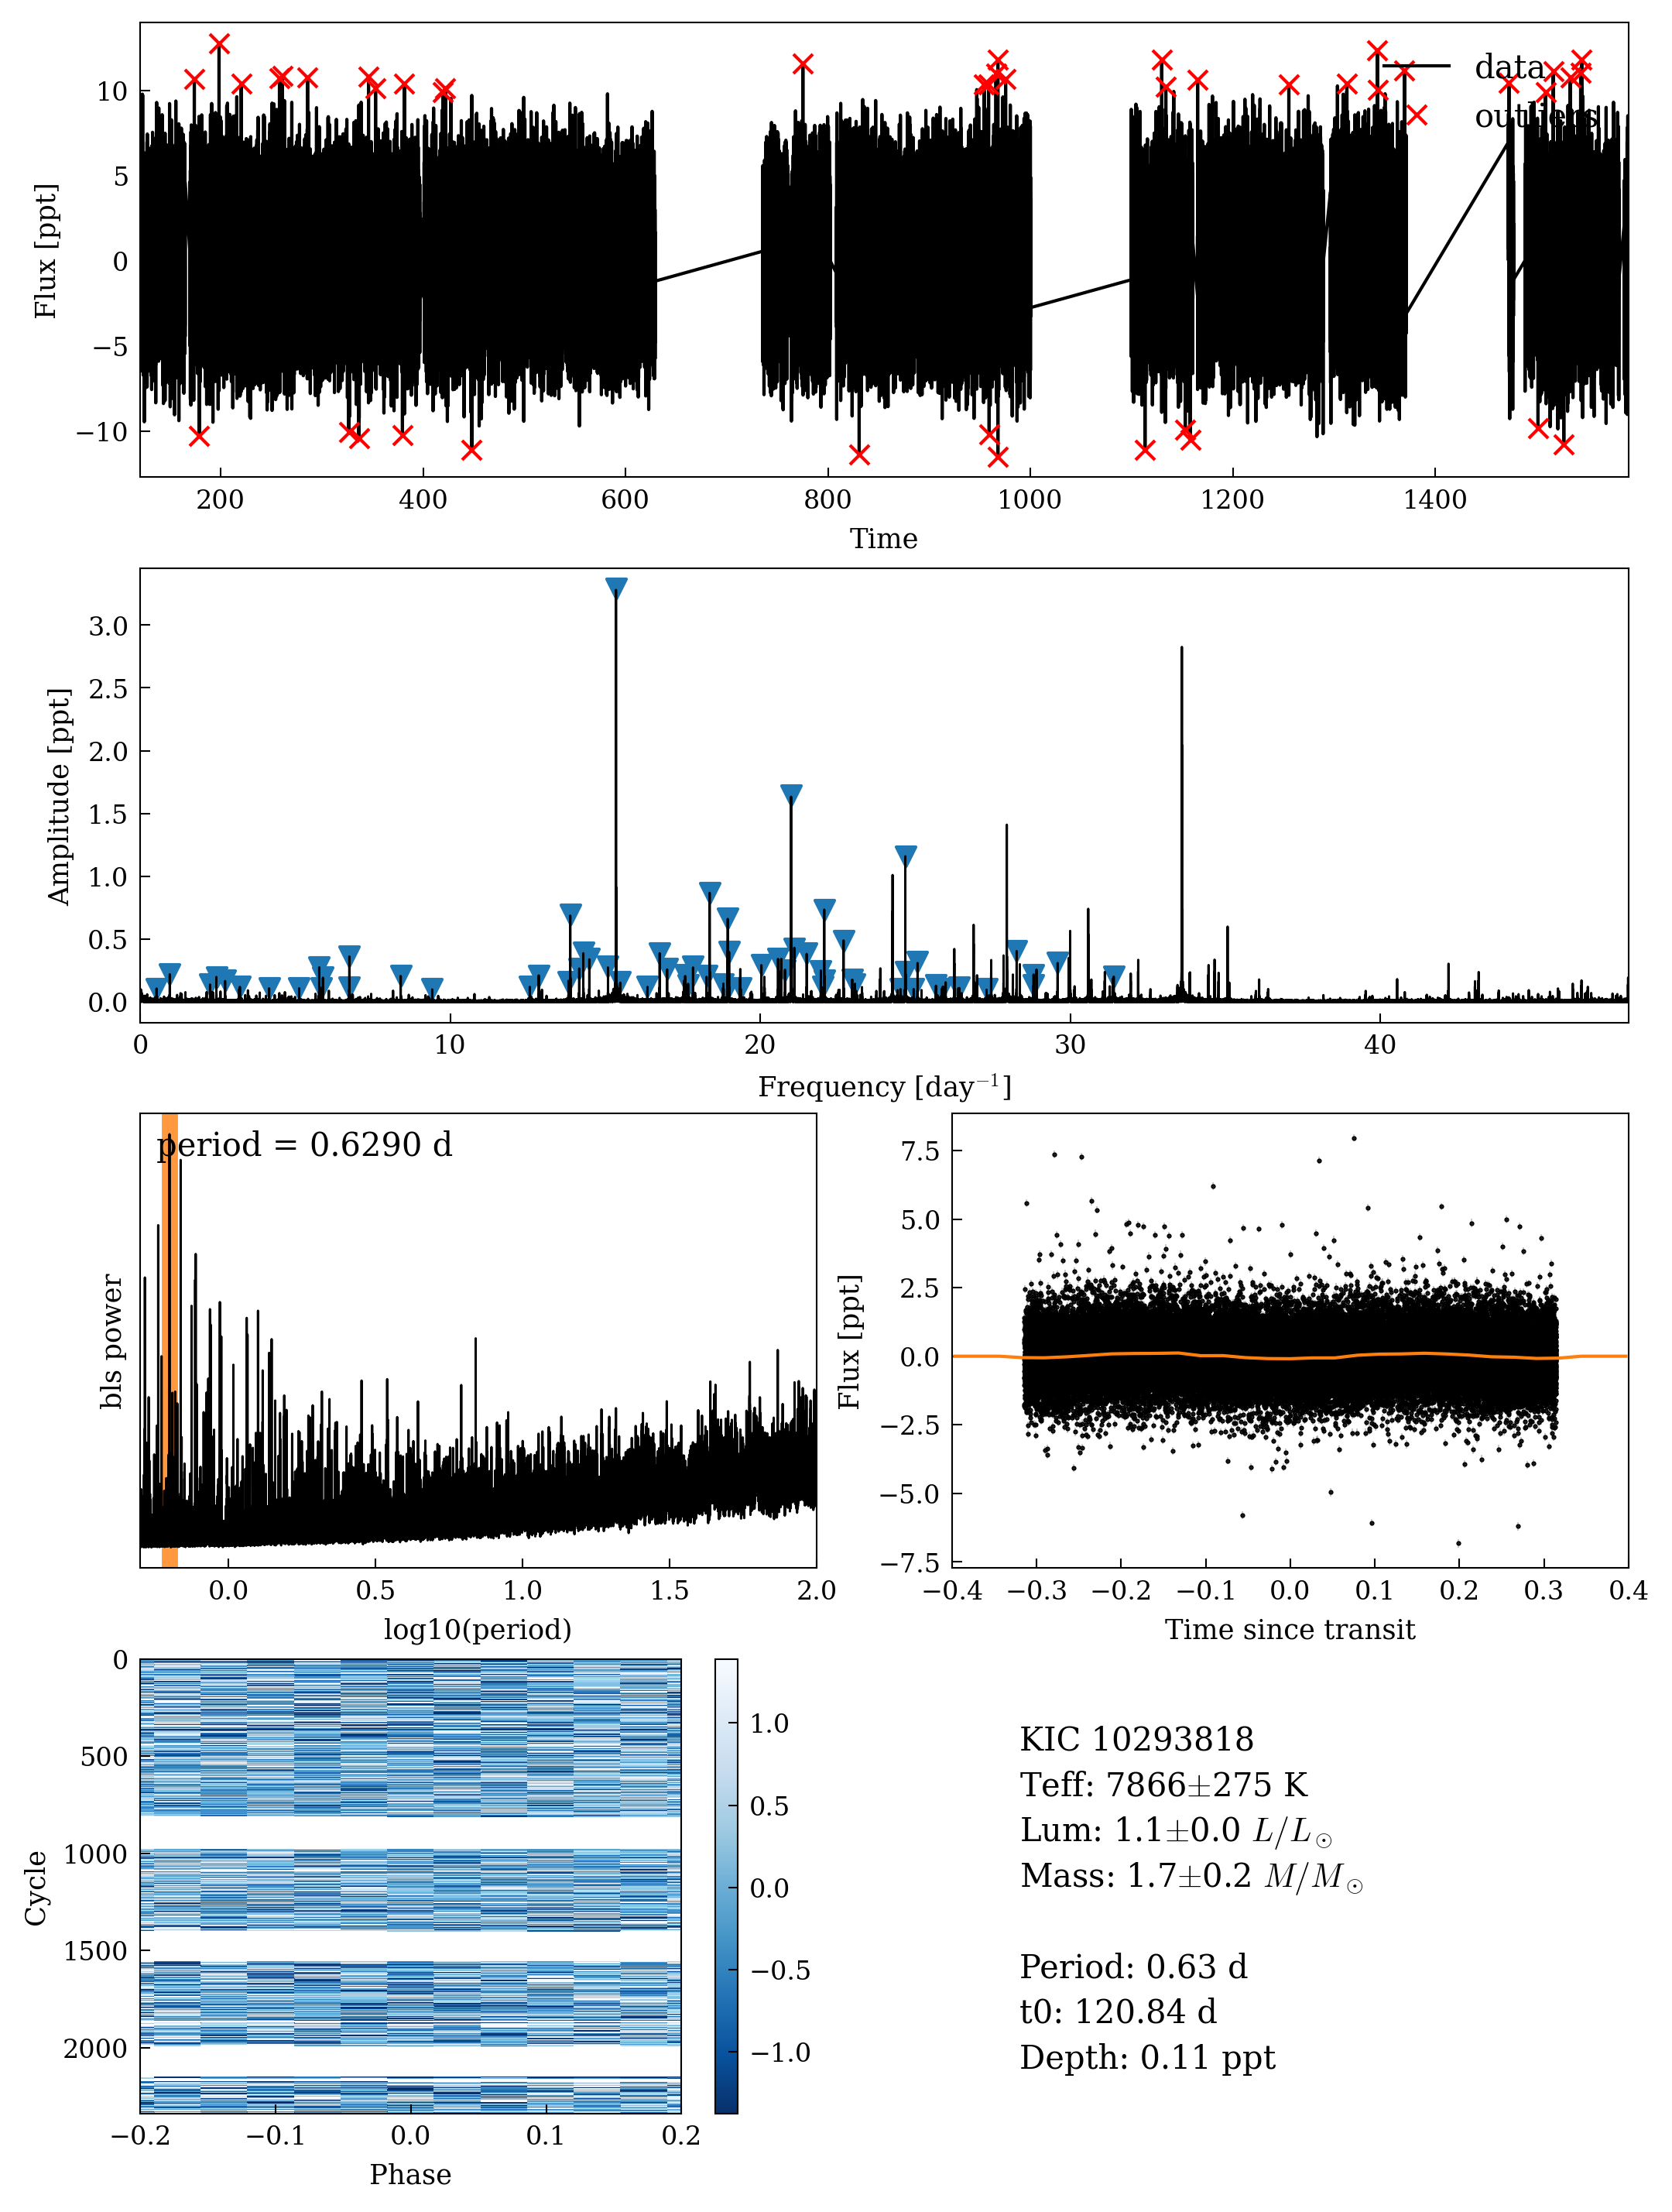 data
outliers
10
5
0
−5
−10
Flux [ppt]
200 400 600 800 1000 1200 1400
Time
3.0
2.5
2.0
1.5
1.0
0.5
0.0
Amplitude [ppt]
0 10 20 30 40
Frequency [day⁻¹]
period = 0.6290 d
bls power
0.0 0.5 1.0 1.5 2.0
log10(period)
7.5
5.0
2.5
0.0
−2.5
−5.0
−7.5
Flux [ppt]
−0.4 −0.3 −0.2 −0.1 0.0 0.1 0.2 0.3 0.4
Time since transit
0
500
1000
1500
2000
Cycle
−0.2 −0.1 0.0 0.1 0.2
Phase
1.0
0.5
0.0
−0.5
−1.0
KIC 10293818
Teff: 7866±275 K
Lum: 1.1±0.0 L/L⊙
Mass: 1.7±0.2 M/M⊙
Period: 0.63 d
t0: 120.84 d
Depth: 0.11 ppt